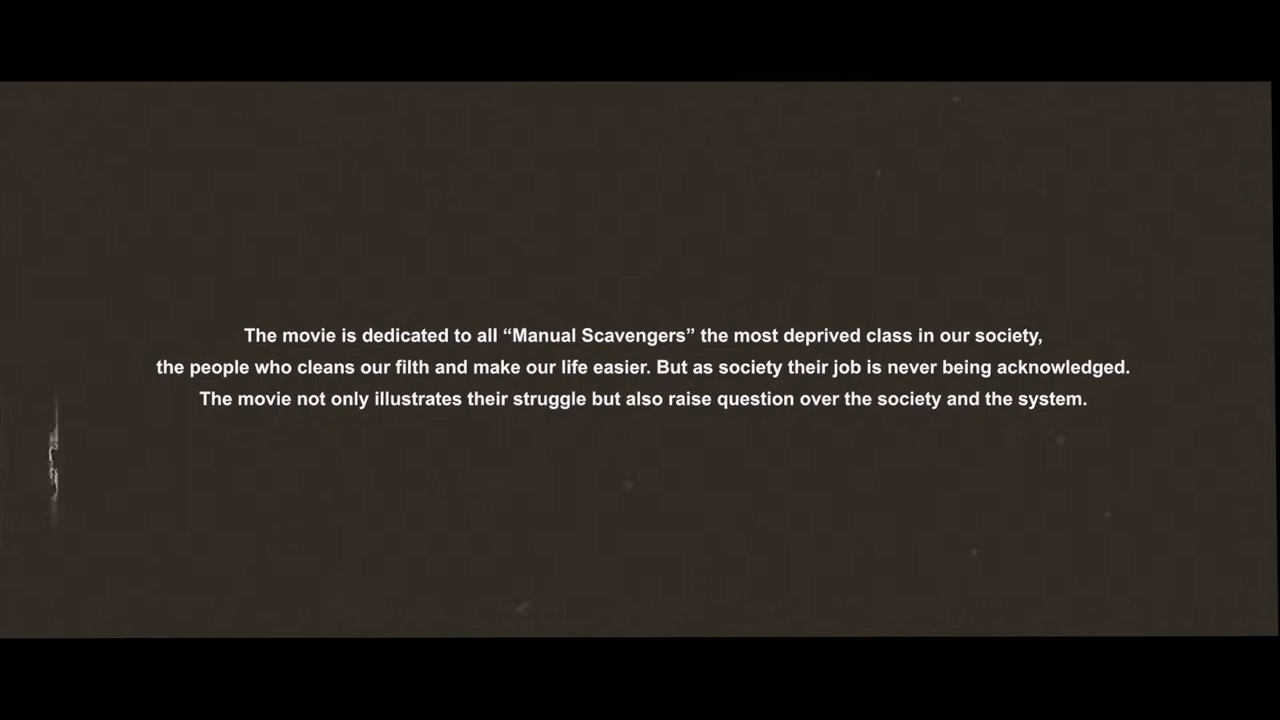 The movie is dedicated to all “Manual Scavengers” the most deprived class in our society,
the people who cleans our filth and make our life easier. But as society their job is never being acknowledged.
The movie not only illustrates their struggle but also raise question over the society and the system.